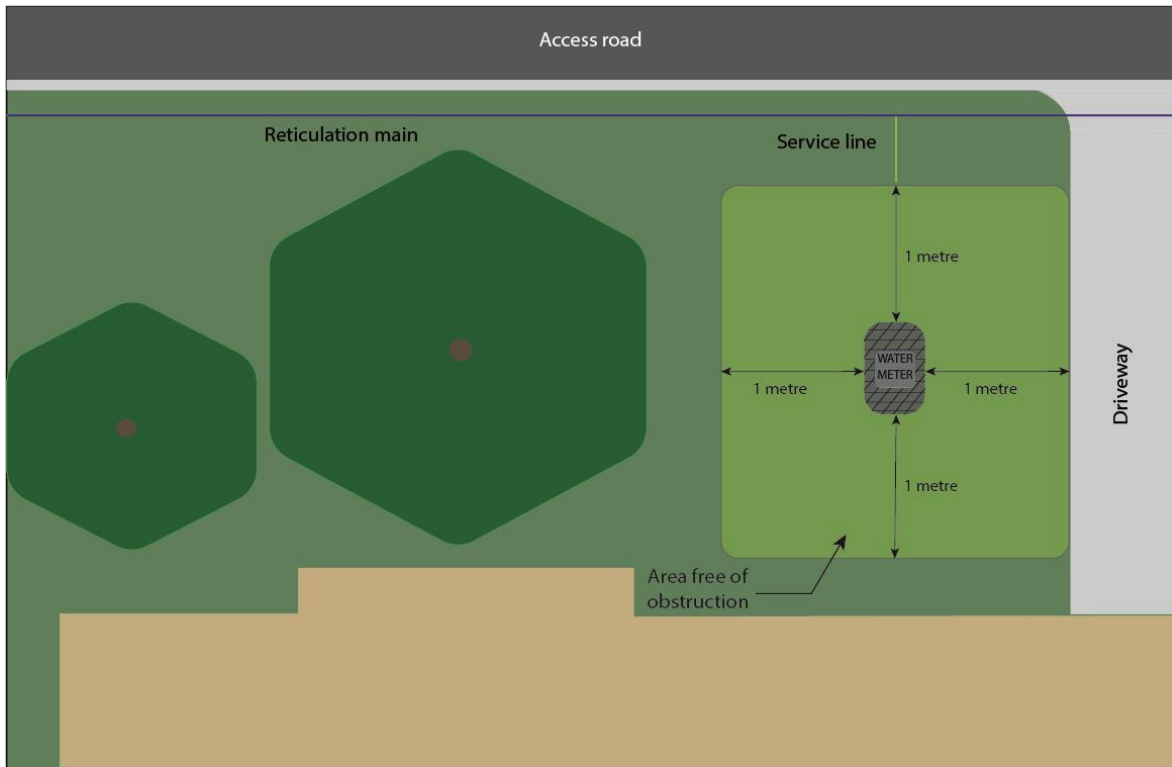 Access road
Reticulation main
Service line
1 metre
WATER
METER
1 metre
1 metre
Driveway
1 metre
Area free of
obstruction